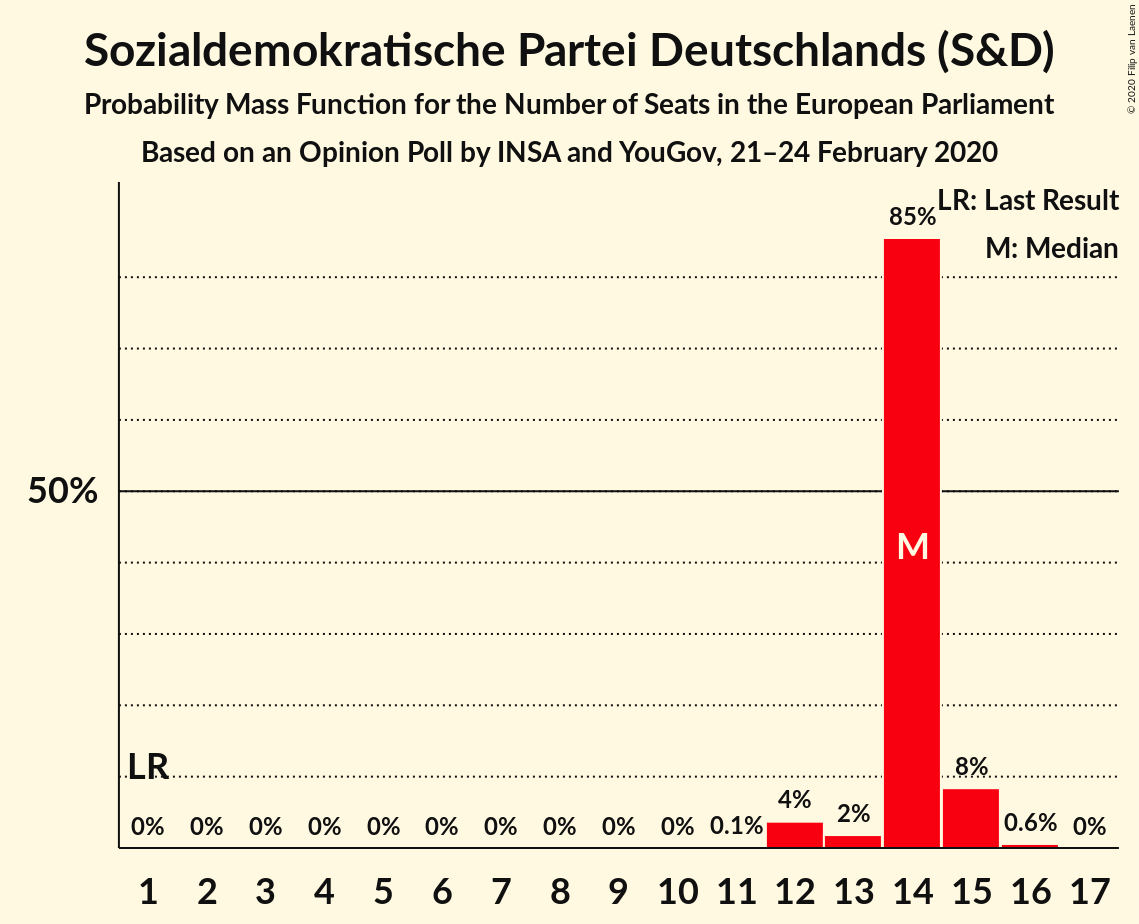 Sozialdemokratische Partei Deutschlands (S&D)
Probability Mass Function for the Number of Seats in the European Parliament
Based on an Opinion Poll by INSA and YouGov, 21–24 February 2020
© 2020 Filip van Laenen
LR: Last Result
85%
M: Median
50%
M
LR
8%
4%
2%
0% 0% 0% 0% 0% 0% 0% 0% 0% 0% 0.1% 0.6% 0%
1 2 3 4 5 6 7 8 9 10 11 12 13 14 15 16 17